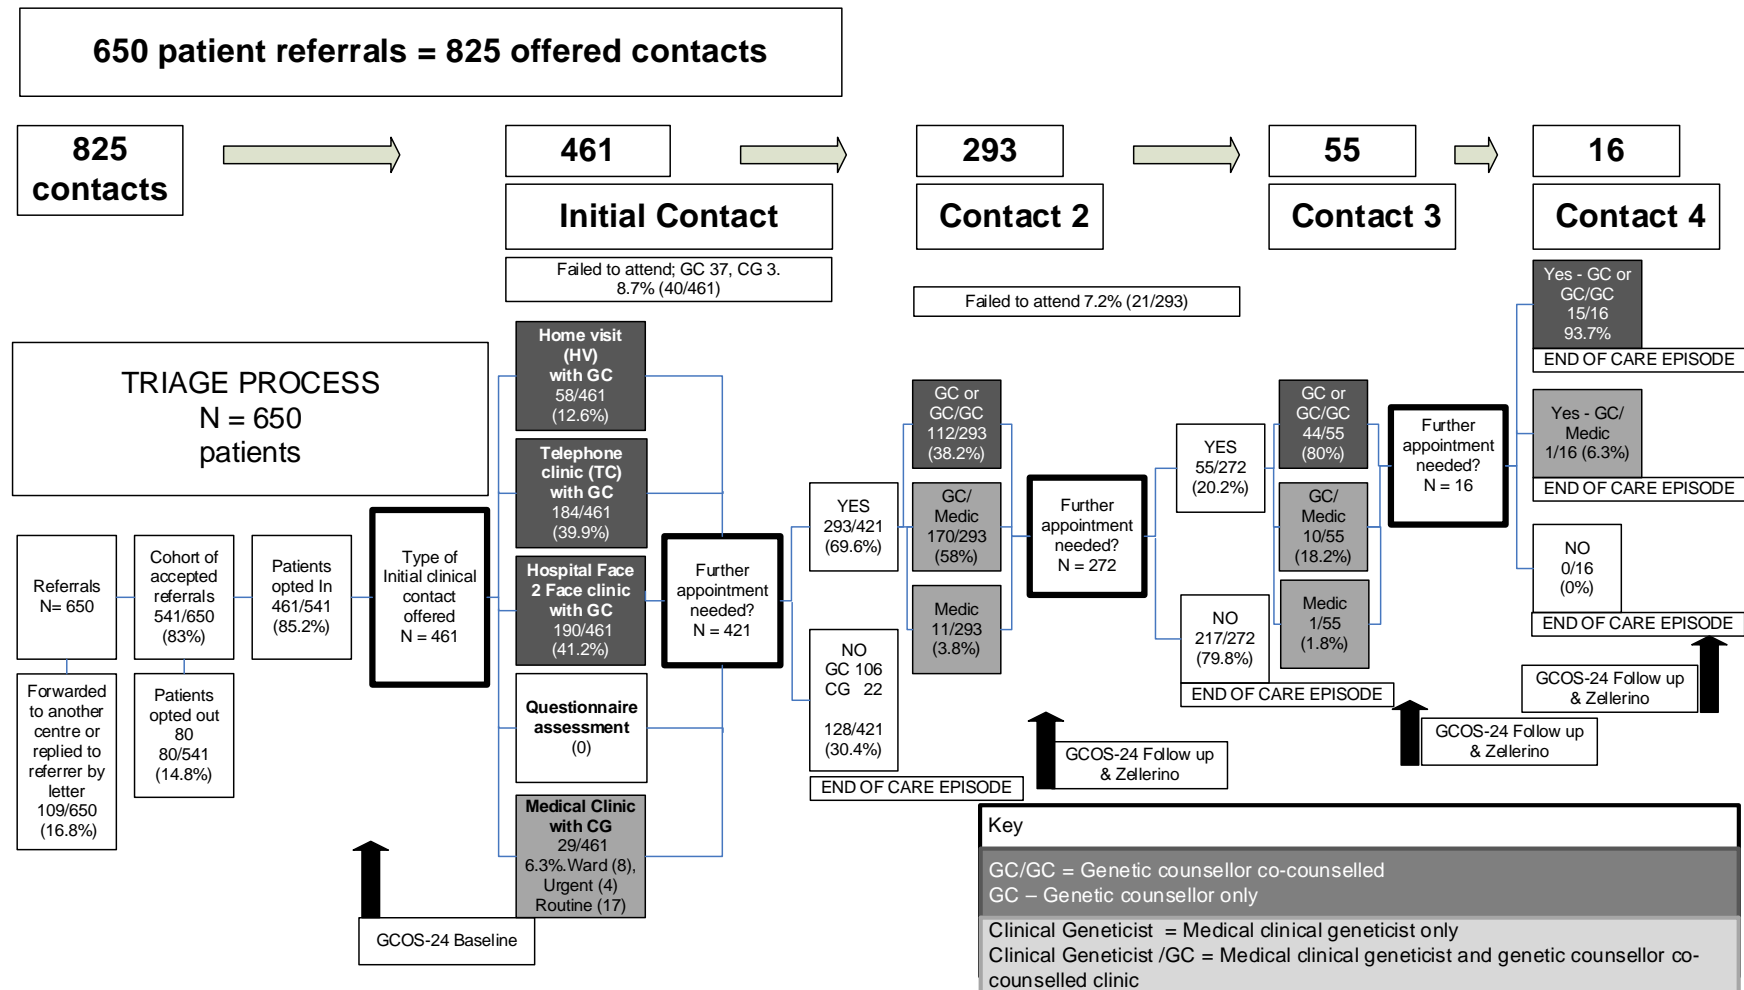 650 patient referrals = 825 offered contacts
825
contacts
461
293
55
16
Initial Contact
Contact 2
Contact 3
Contact 4
Failed to attend; GC 37, CG 3.
8.7% (40/461)
Failed to attend 7.2% (21/293)
TRIAGE PROCESS
N = 650
patients
Referrals
N= 650
Forwarded
to another
centre or
replied to
referrer by
letter
109/650
(16.8%)
Cohort of
accepted
referrals
541/650
(83%)
Patients
opted out
80
80/541
(14.8%)
Patients
opted In
461/541
(85.2%)
Type of
Initial clinical
contact
offered
N = 461
GCOS-24 Baseline
Home visit
(HV)
with GC
58/461
(12.6%)
Telephone
clinic (TC)
with GC
184/461
(39.9%)
Hospital Face
2 Face clinic
with GC
190/461
(41.2%)
Questionnaire
assessment
(0)
Medical Clinic
with CG
29/461
6.3%.Ward (8),
Urgent (4)
Routine (17)
Further
appointment
needed?
N = 421
YES
293/421
(69.6%)
NO
GC 106
CG 22
128/421
(30.4%)
END OF CARE EPISODE
GC or
GC/GC
112/293
(38.2%)
GC/
Medic
170/293
(58%)
Medic
11/293
(3.8%)
Further
appointment
needed?
N = 272
GCOS-24 Follow up
& Zellerino
YES
55/272
(20.2%)
NO
217/272
(79.8%)
END OF CARE EPISODE
GC or
GC/GC
44/55
(80%)
GC/
Medic
10/55
(18.2%)
Medic
1/55
(1.8%)
Further
appointment
needed?
N = 16
GCOS-24 Follow up
& Zellerino
Yes - GC or
GC/GC
15/16
93.7%
END OF CARE EPISODE
Yes - GC/
Medic
1/16 (6.3%)
END OF CARE EPISODE
NO
0/16
(0%)
END OF CARE EPISODE
GCOS-24 Follow up
& Zellerino
Key
GC/GC = Genetic counsellor co-counselled
GC – Genetic counsellor only
Clinical Geneticist = Medical clinical geneticist only
Clinical Geneticist /GC = Medical clinical geneticist and genetic counsellor co-
counselled clinic